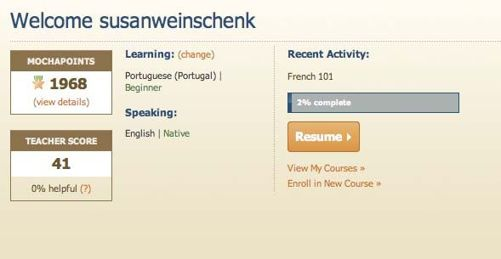 Welcome susanweinschenk
MOCHAPOINTS
1968
(view details)
TEACHER SCORE
41
0% helpful (?)
Learning: (change)
Portuguese (Portugal) |
Beginner
Speaking:
English | Native
Recent Activity:
French 101
2% complete
Resume
View My Courses »
Enroll in New Course »